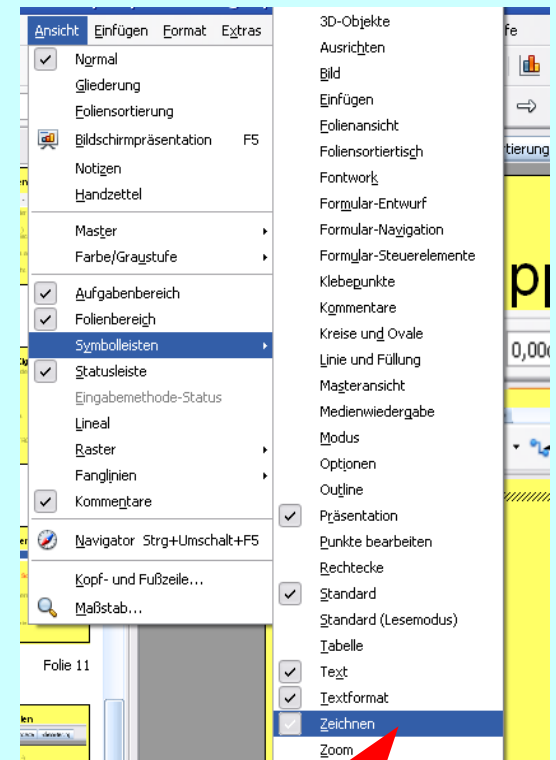 Ansicht Einfügen Format Extras
Normal
Gliederung
Foliensortierung
Bildschirmpräsentation F5
Notizen
Handzettel
Master
Farbe/Graustufe
Aufgabenbereich
Folienbereich
Symbolleisten
Statusleiste
Eingabemethode-Status
Lineal
Raster
Fanglinien
Kommentare
Navigator Strg+Umschalt+F5
Kopf- und Fußzeile...
Maßstab...
Folie 11
3D-Objekte
Ausrichten
Bild
Einfügen
Folienansicht
Foliensortiertisch
Fontwork
Formular-Entwurf
Formular-Navigation
Formular-Steuerelemente
Klebepunkte
Kommentare
Kreise und Ovale
Linie und Füllung
Masteransicht
Medienwiedergabe
Modus
Optionen
Outline
Präsentation
Punkte bearbeiten
Rechtecke
Standard
Standard (Lesemodus)
Tabelle
Text
Textformat
Zeichnen
Zoom
fe
tierung
pp
0,00